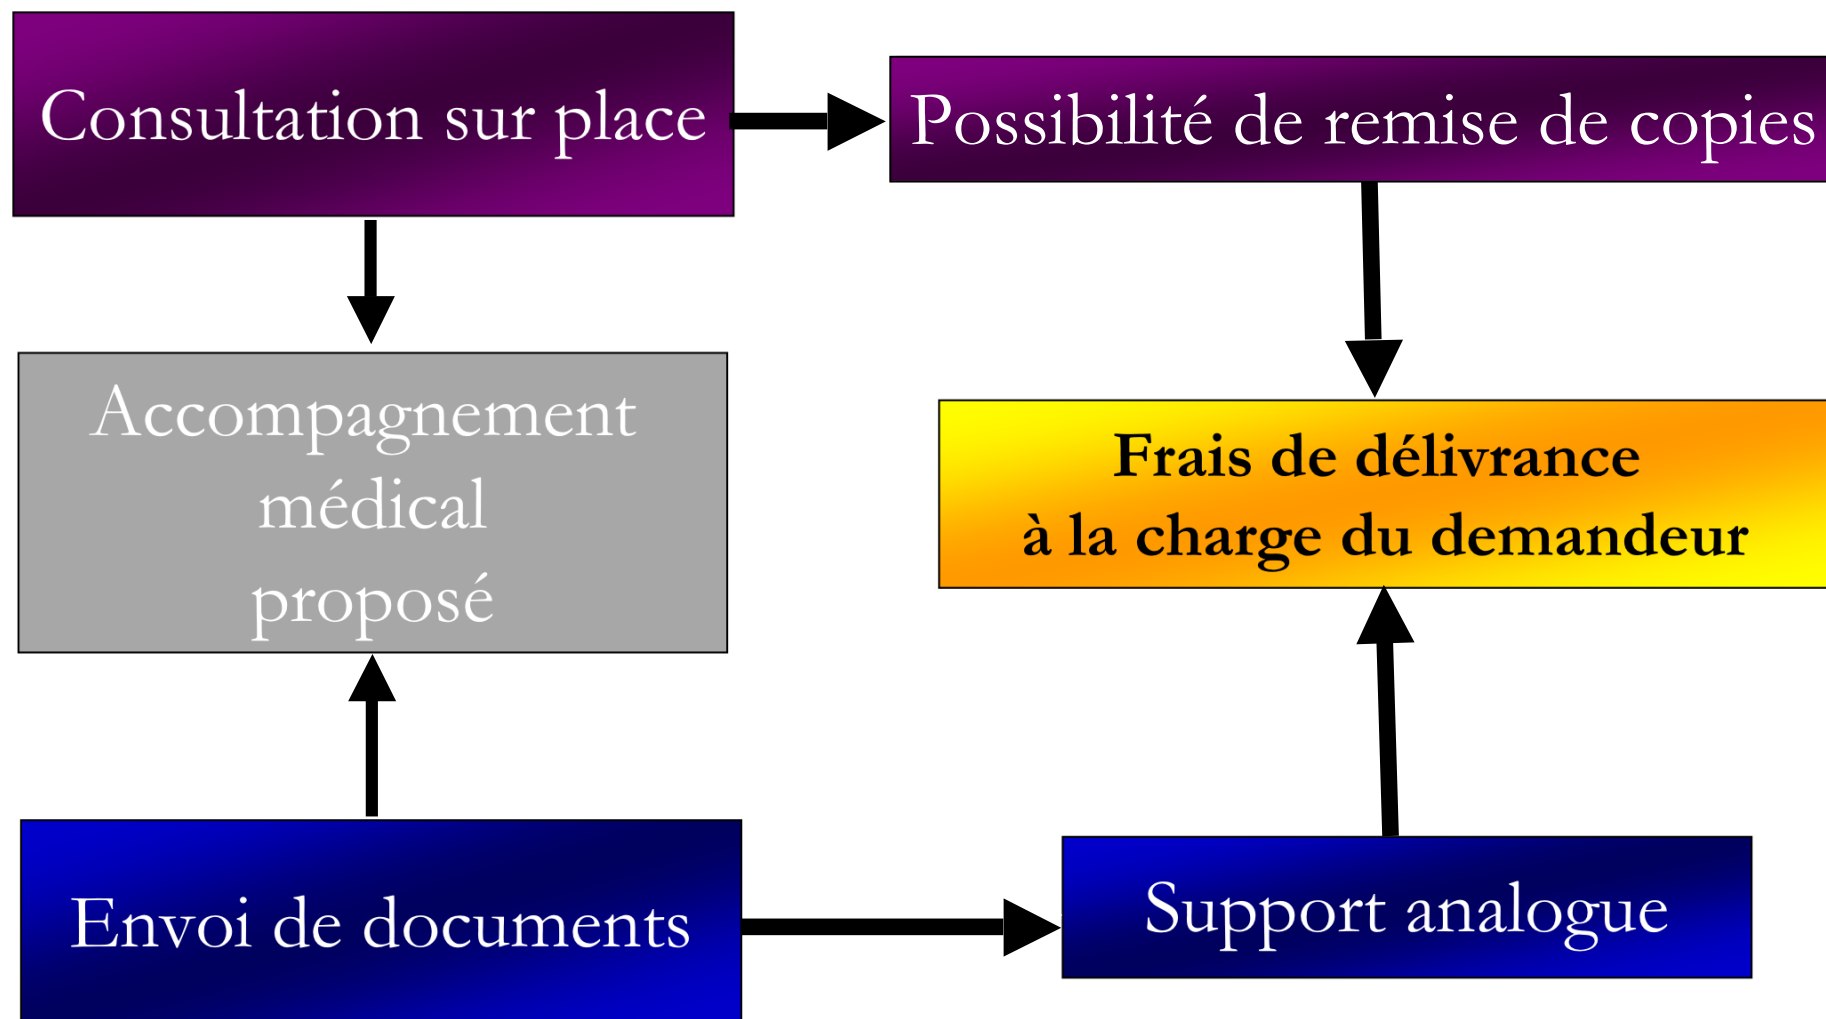 Consultation sur place
Possibilité de remise de copies
Accompagnement
médical
proposé
Frais de délivrance
à la charge du demandeur
Envoi de documents
Support analogue